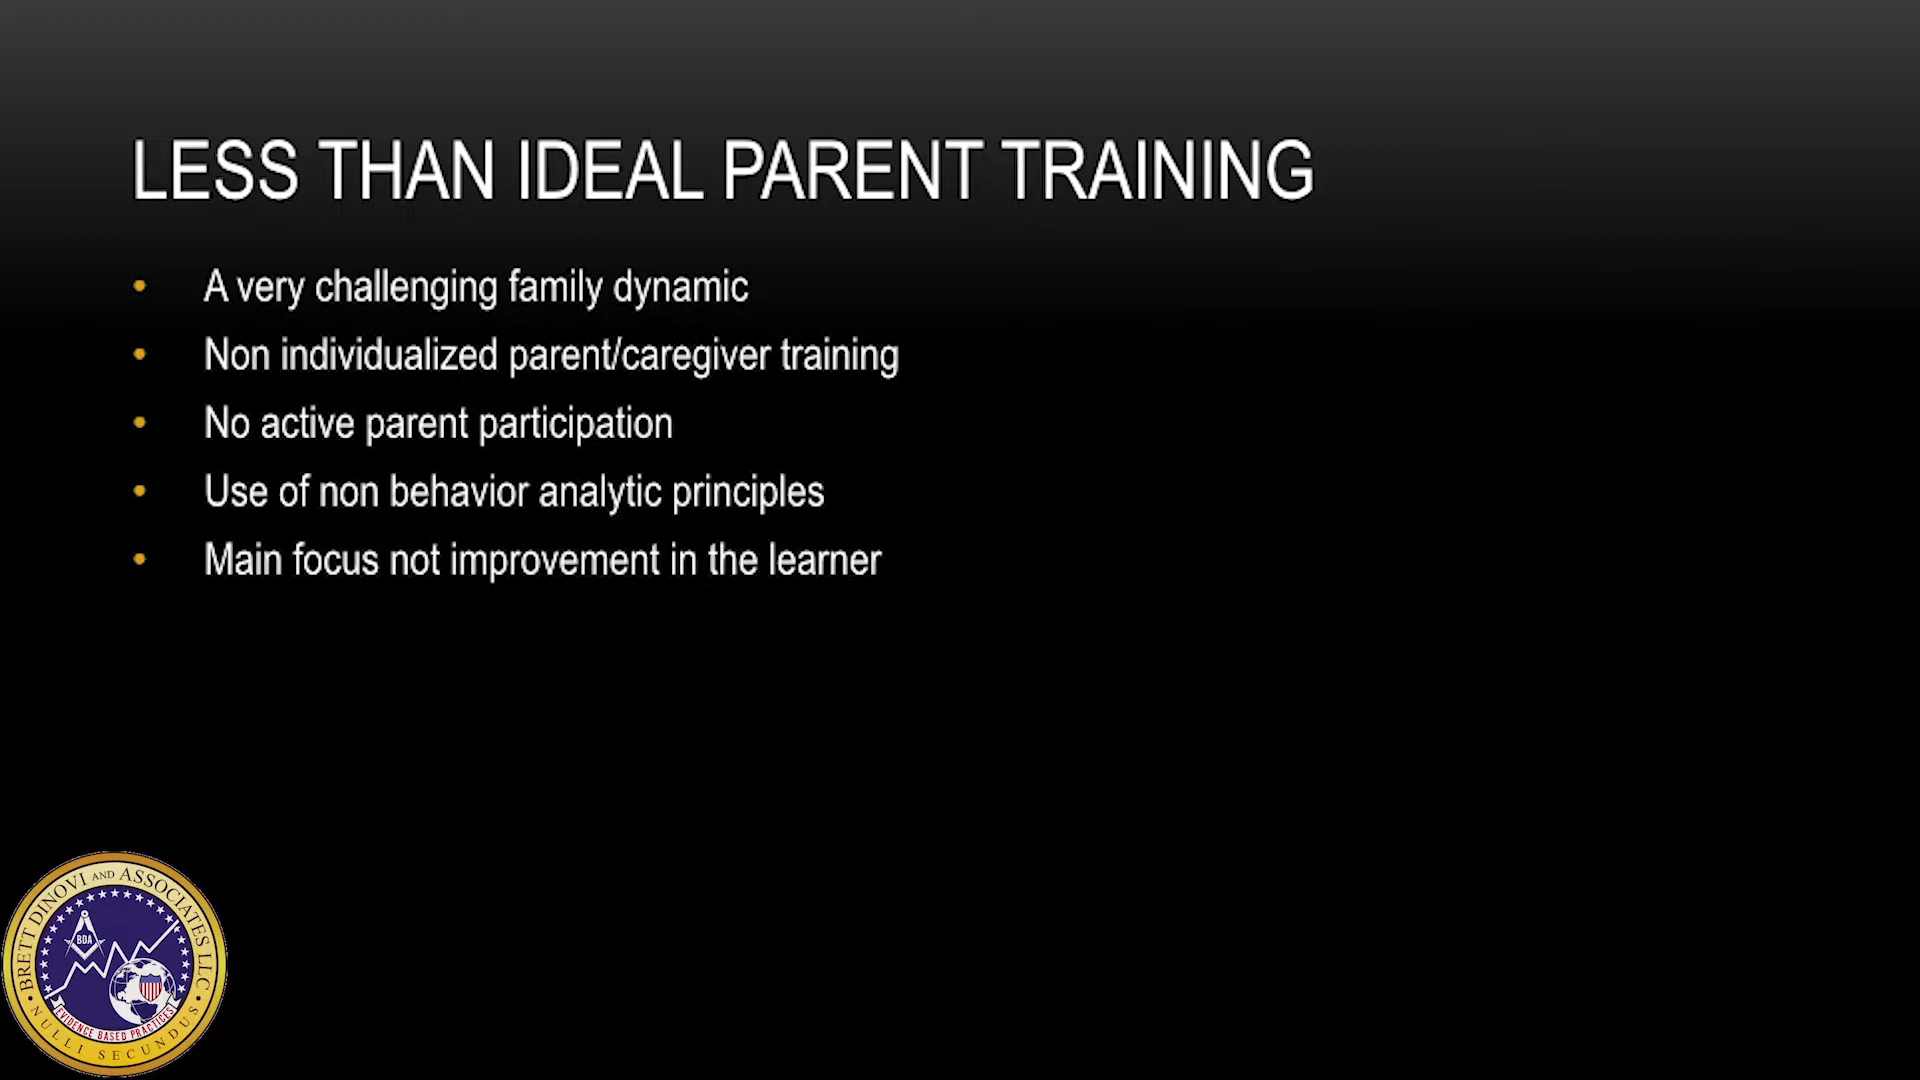 LESS THAN IDEAL PARENT TRAINING
• A very challenging family dynamic
• Non individualized parent/caregiver training
• No active parent participation
• Use of non behavior analytic principles
• Main focus not improvement in the learner
BRETT DINOVI AND ASSOCIATES LLC
BDA
EVIDENCE BASED PRACTICES
• NULLI SECUNDUS •